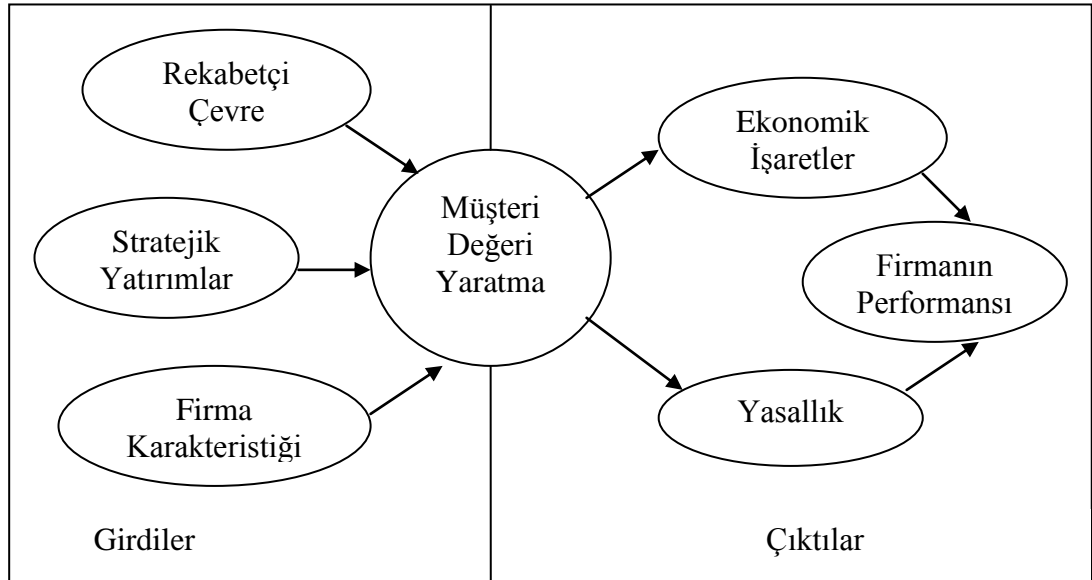 Rekabetçi
Çevre
Stratejik
Yatırımlar
Firma
Karakteristiği
Müşteri
Değeri
Yaratma
Ekonomik
İşaretler
Firmanın
Performansı
Yasallık
Girdiler
Çıktılar